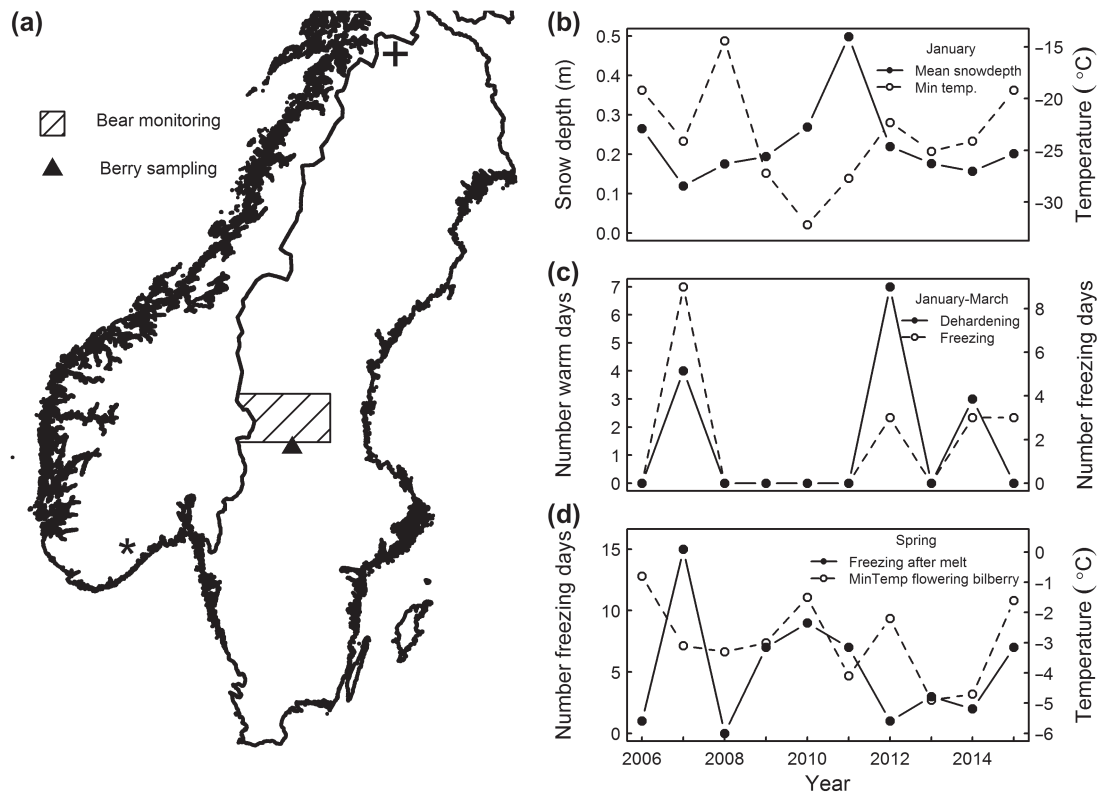 (a)
Bear monitoring
Berry sampling
+
*
(b)
0.5
0.4
0.3
0.2
0.1
0.0
Snow depth (m)
January
Mean snowdepth
Min temp.
−15
−20
−25
−30
Temperature (°C)
(c)
7
6
5
4
3
2
1
0
Number warm days
January-March
Dehardening
Freezing
8
6
4
2
0
Number freezing days
(d)
15
10
5
0
Number freezing days
Spring
Freezing after melt
MinTemp flowering bilberry
0
−1
−2
−3
−4
−5
−6
Temperature (°C)
2006 2008 2010 2012 2014
Year